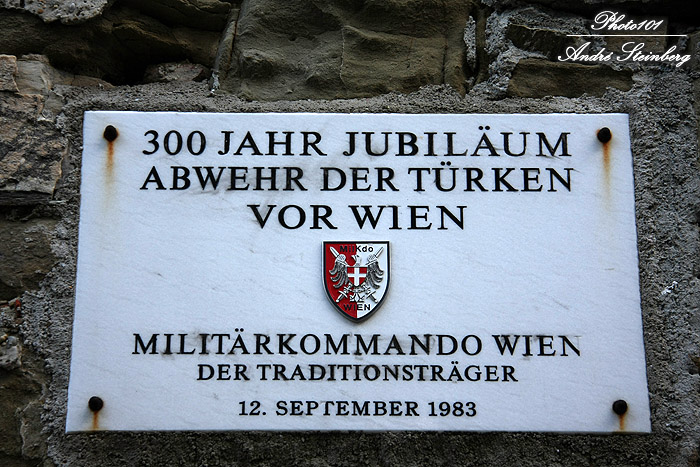 Photo101
André Steinberg
300 JAHR JUBILÄUM
ABWEHR DER TÜRKEN
VOR WIEN
MilKdo
WIEN
MILITÄRKOMMANDO WIEN
DER TRADITIONSTRÄGER
12. SEPTEMBER 1983